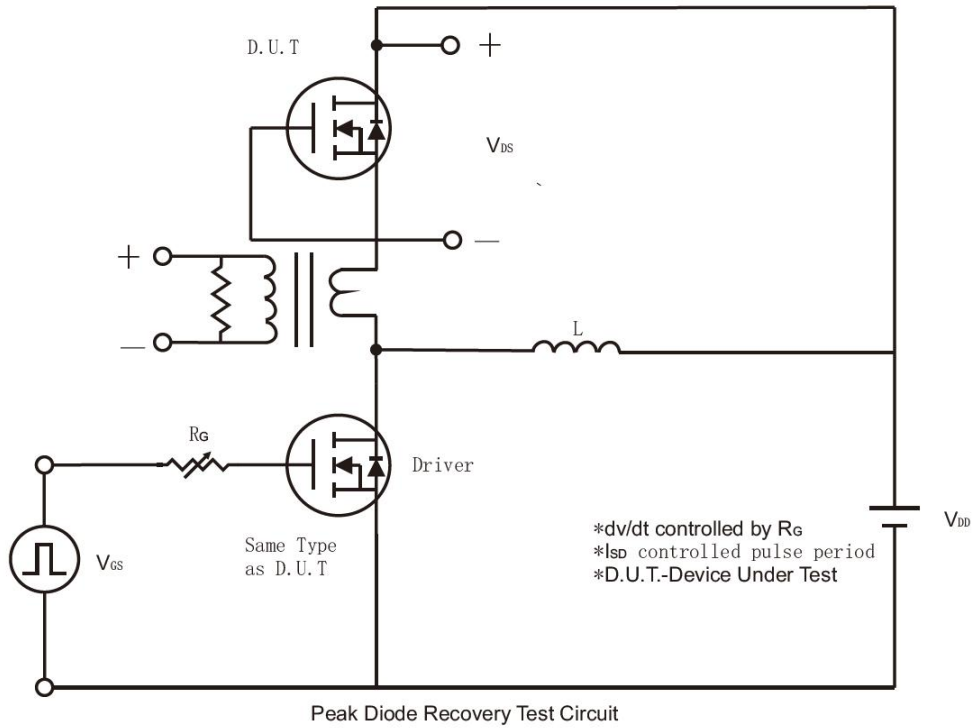 D.U.T
+
VDS
—
+
—
L
RG
Driver
VGS
Same Type
as D.U.T
VDD
*dv/dt controlled by RG
*ISD controlled pulse period
*D.U.T.-Device Under Test
Peak Diode Recovery Test Circuit